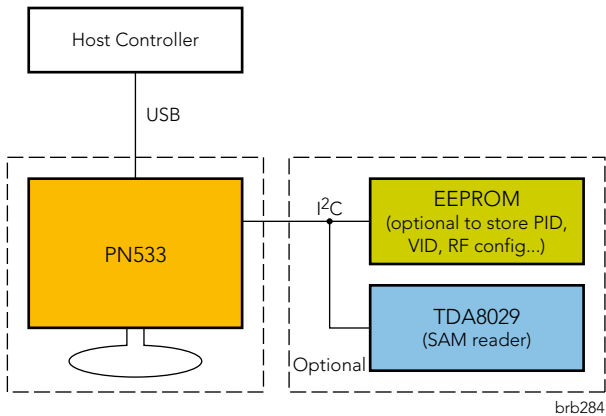 Host Controller
USB
PN533
I²C
EEPROM
(optional to store PID,
VID, RF config...)
TDA8029
(SAM reader)
Optional
brb284